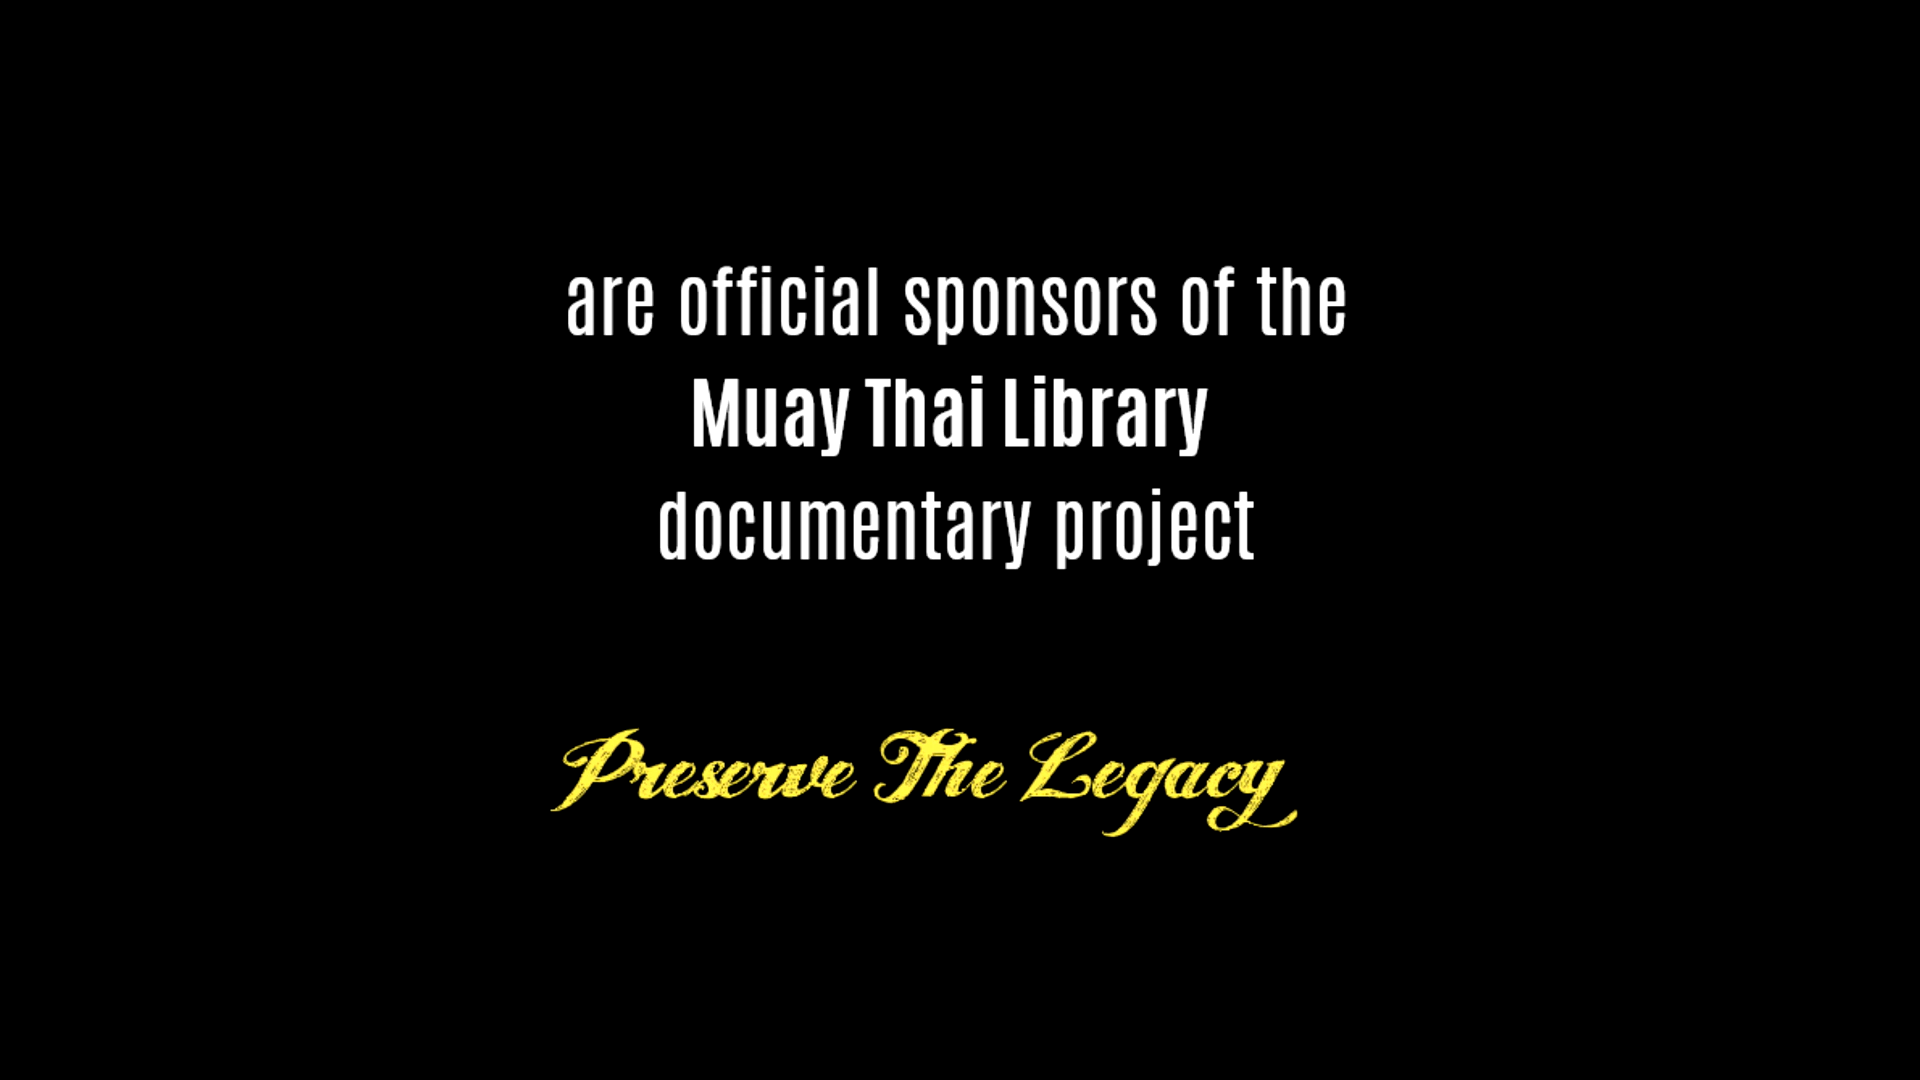 are official sponsors of the
Muay Thai Library
documentary project
Preserve The Legacy